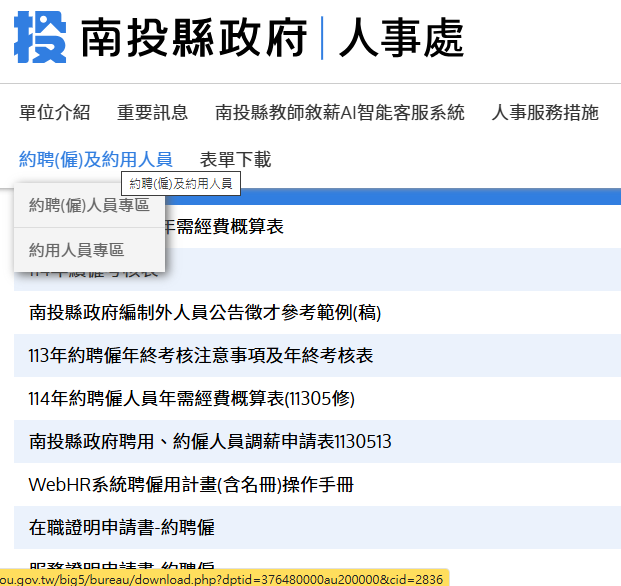 投 南投縣政府 | 人事處
單位介紹 重要訊息 南投縣教師敘薪AI智能客服系統 人事服務措施
約聘(僱)及約用人員 表單下載
約聘(僱)及約用人員
約聘(僱)人員專區
年需經費概算表
約用人員專區
114年續僱考核表
南投縣政府編制外人員公告徵才參考範例(稿)
113年約聘僱年終考核注意事項及年終考核表
114年約聘僱人員年需經費概算表(11305修)
南投縣政府聘用、約僱人員調薪申請表1130513
WebHR系統聘僱用計畫(含名冊)操作手冊
在職證明申請書-約聘僱
服務證明申請書-約聘僱
ou.gov.tw/big5/bureau/download.php?dptid=376480000au200000&cid=2836